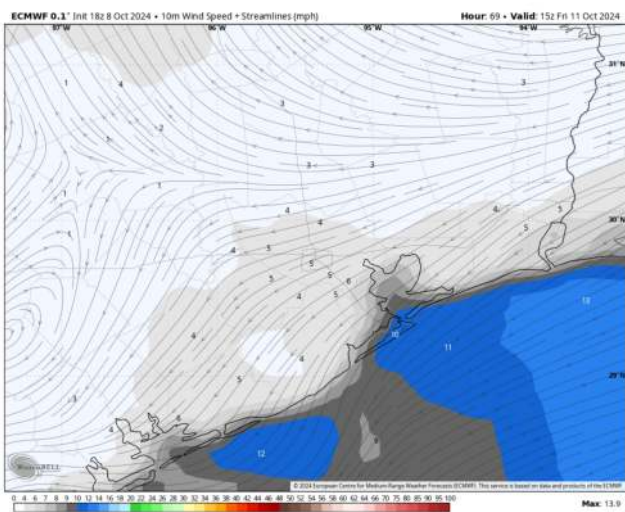 ECMWF 0.1° Init 18z 8 Oct 2024 • 10m Wind Speed + Streamlines (mph)
Hour: 69 • Valid: 15z Fri 11 Oct 2024
97°W 96°W 95°W 94°W
31°N
1 4 3 3
1 2
3 3
1 1
4 4 4 5
30°N
1 4 5 5
5 5 6
5 4 5
13
4 10 11
4
29°N
5
3
4 6
12 9
WeatherBELL
© 2024 European Centre for Medium-Range Weather Forecasts (ECMWF). This service is based on data and products of the ECMWF
0 4 6 7 8 9 10 12 14 16 18 20 22 24 26 28 30 32 34 36 38 40 42 44 46 48 50 52 54 56 58 60 62 64 66 68 70 75 80 85 90 95 100
Max: 13.9